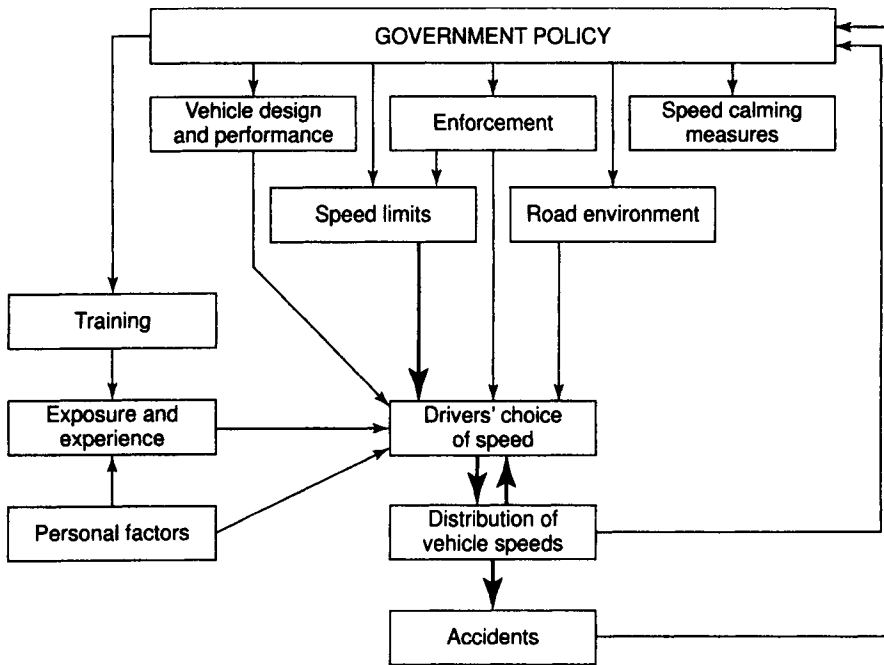 GOVERNMENT POLICY
Vehicle design
and performance
Enforcement
Speed calming
measures
Speed limits
Road environment
Training
Exposure and
experience
Drivers' choice
of speed
Personal factors
Distribution of
vehicle speeds
Accidents